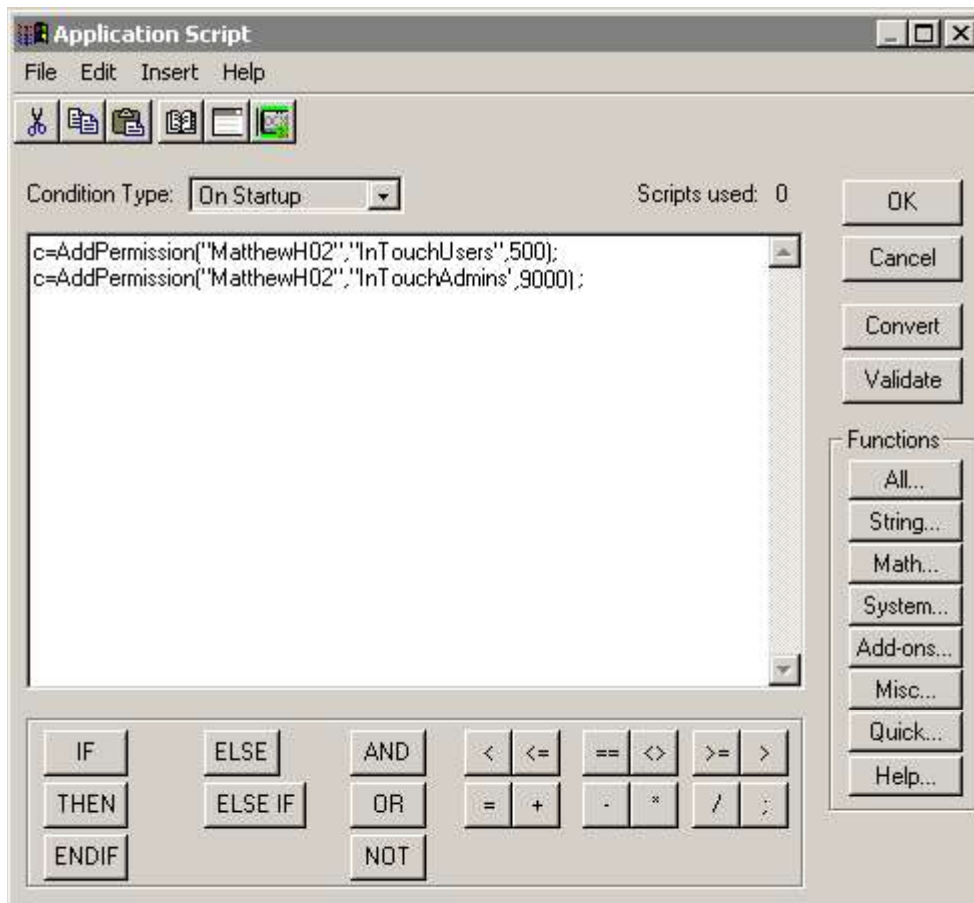 Application Script
File Edit Insert Help
Condition Type: On Startup Scripts used: 0
c=AddPermission("MatthewH02","InTouchUsers",500);
c=AddPermission("MatthewH02","InTouchAdmins',9000);
OK
Cancel
Convert
Validate
Functions
All...
String...
Math...
System...
Add-ons...
Misc...
Quick...
Help...
IF ELSE AND < <= == <> >= >
THEN ELSE IF OR = + - * / ;
ENDIF NOT